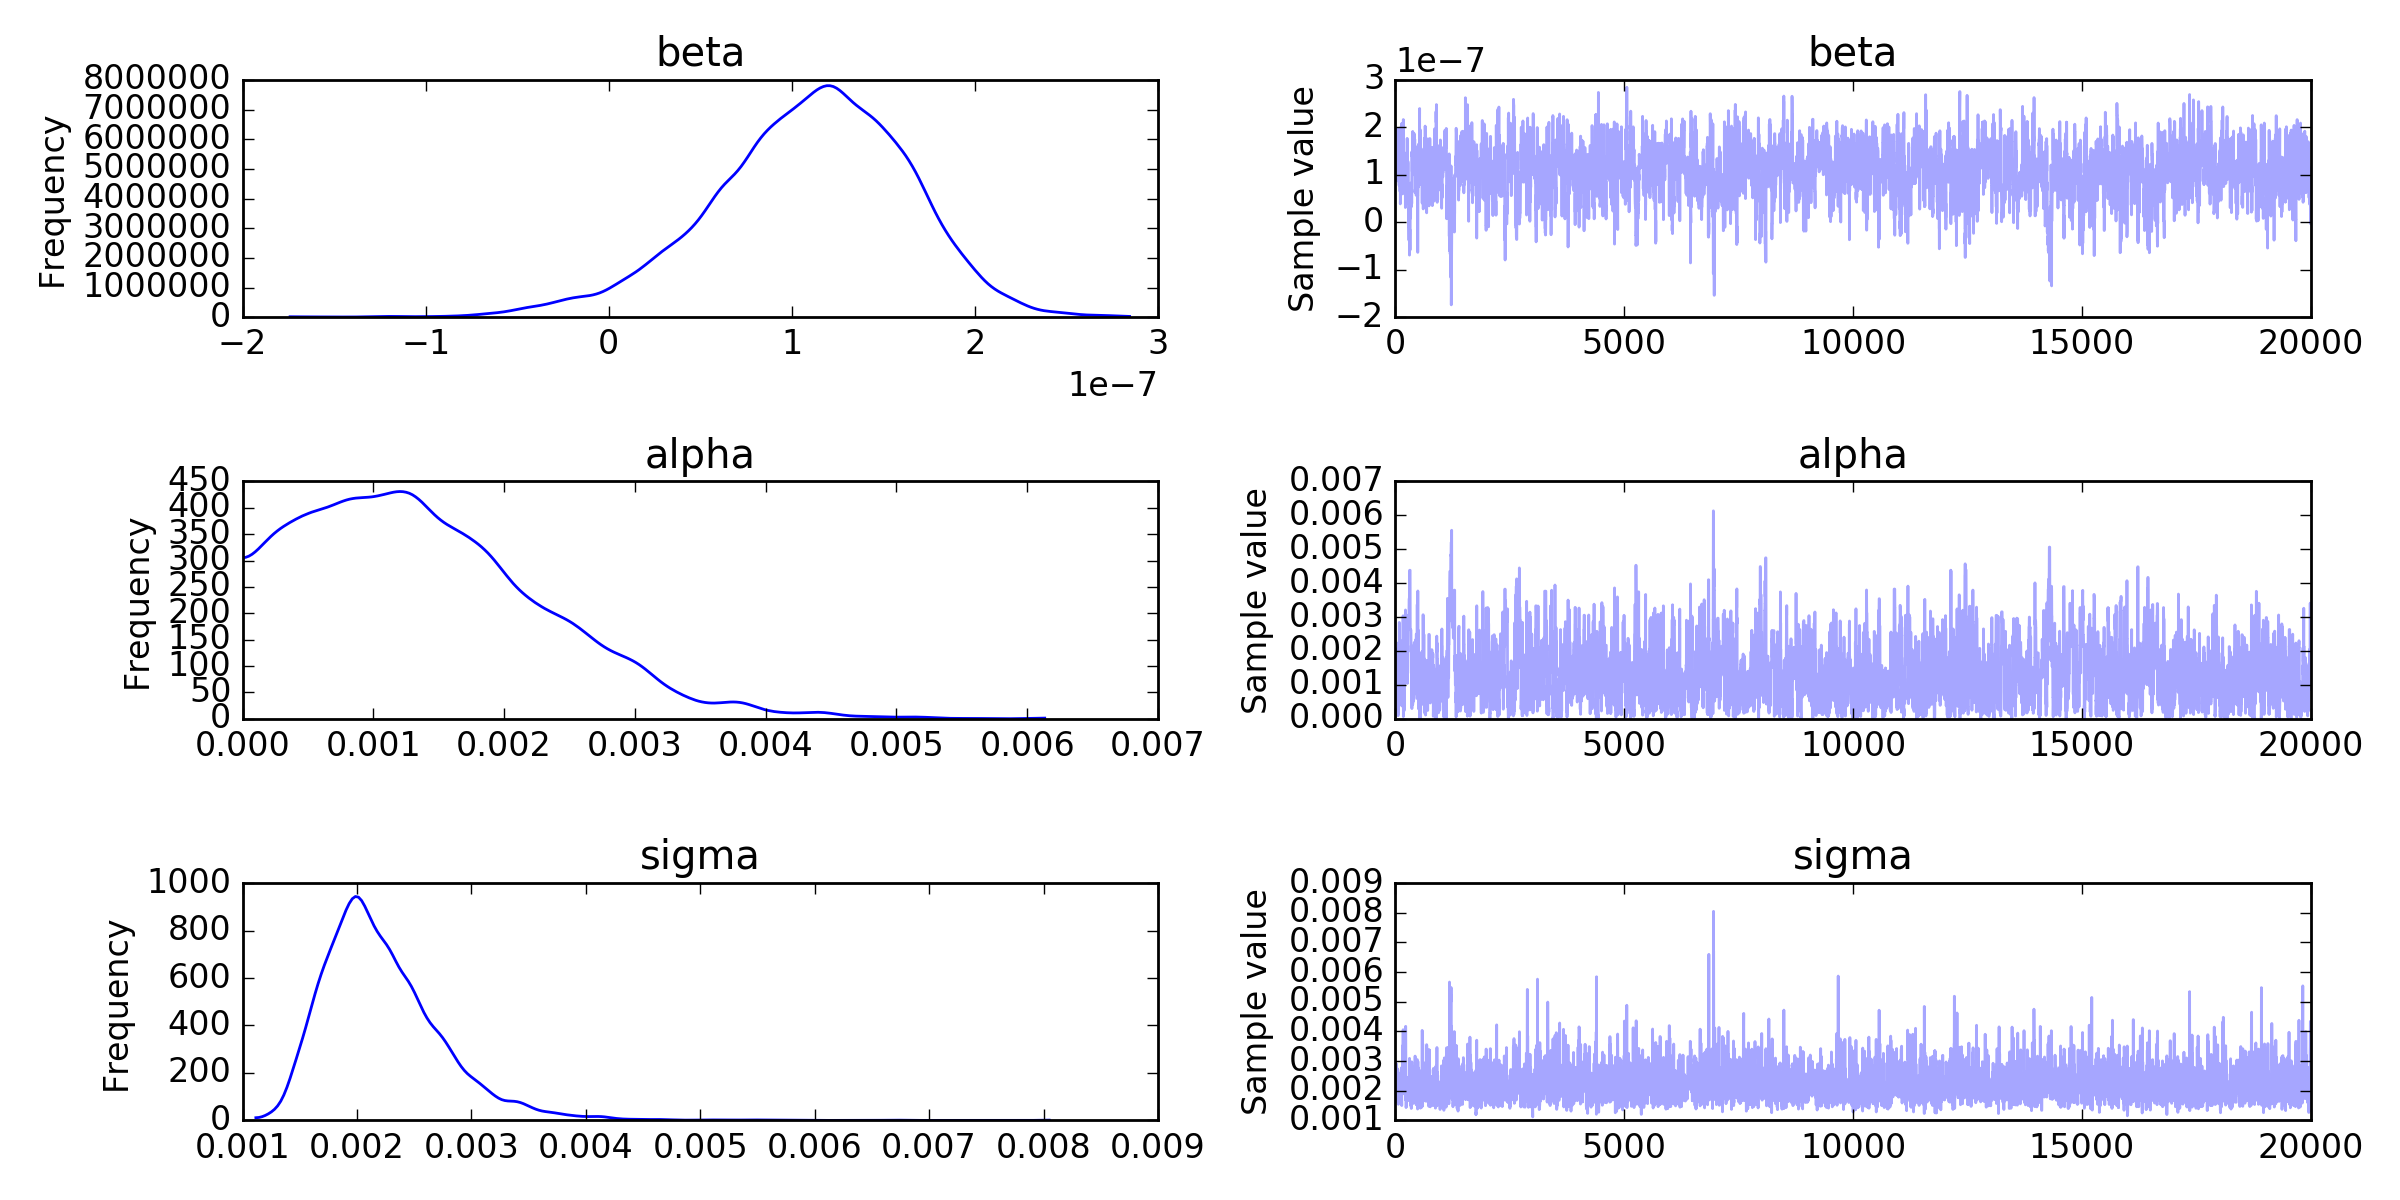 beta
Frequency
8000000
7000000
6000000
5000000
4000000
3000000
2000000
1000000
0
−2 −1 0 1 2 3
1e−7
beta
1e−7
Sample value
3
2
1
0
−1
−2
0 5000 10000 15000 20000
alpha
Frequency
450
400
350
300
250
200
150
100
50
0
0.000 0.001 0.002 0.003 0.004 0.005 0.006 0.007
alpha
Sample value
0.007
0.006
0.005
0.004
0.003
0.002
0.001
0.000
0 5000 10000 15000 20000
sigma
Frequency
1000
800
600
400
200
0
0.001 0.002 0.003 0.004 0.005 0.006 0.007 0.008 0.009
sigma
Sample value
0.009
0.008
0.007
0.006
0.005
0.004
0.003
0.002
0.001
0 5000 10000 15000 20000